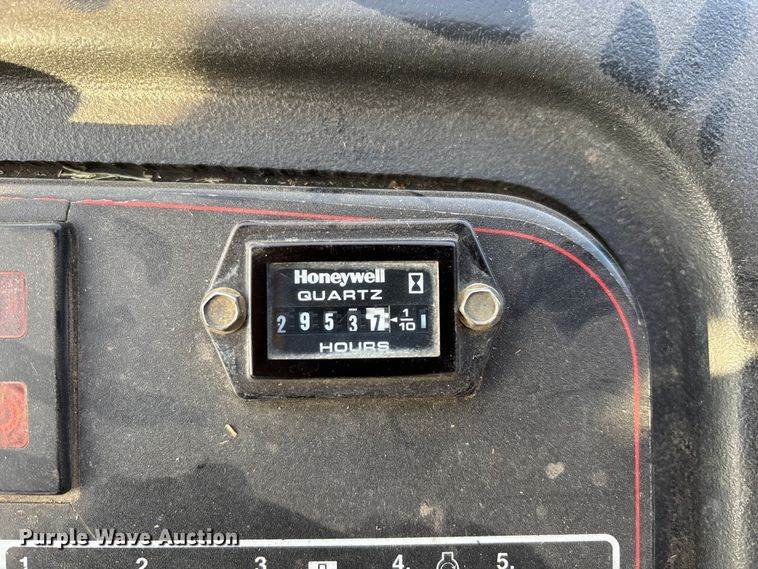 Honeywell
QUARTZ
2 9 5 3 7 1/10
HOURS
Purple Wave Auction
1 2 3 4. 5.